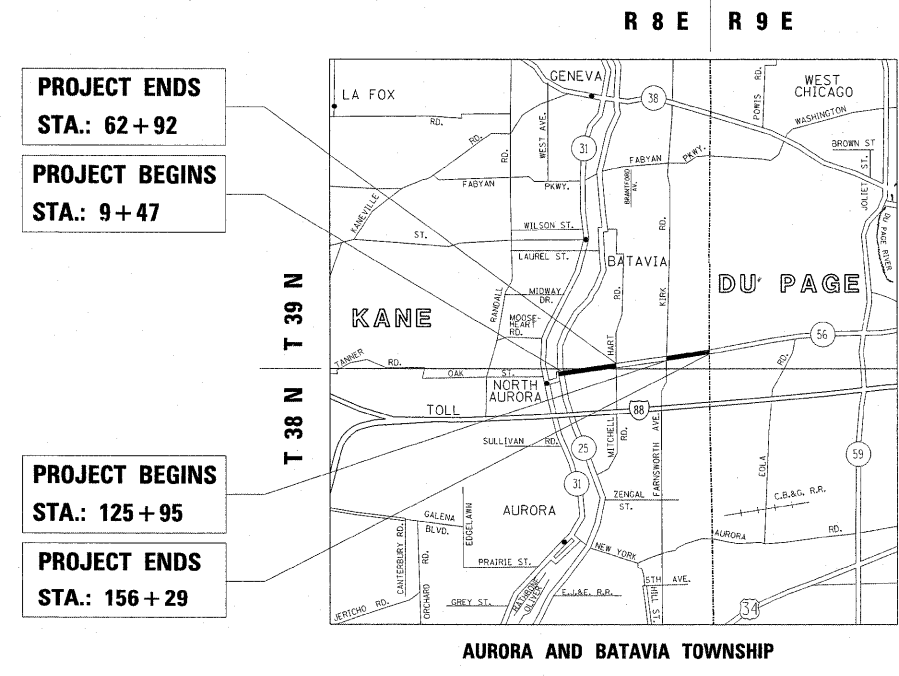 R 8 E R 9 E
PROJECT ENDS
STA.: 62+92
PROJECT BEGINS
STA.: 9+47
T 39 N
T 38 N
PROJECT BEGINS
STA.: 125+95
PROJECT ENDS
STA.: 156+29
LA FOX
GENEVA
WEST
CHICAGO
POWIS RD.
WASHINGTON
38
RD.
RD.
RD.
WEST AVE.
31
BROWN ST
FABYAN PKWY.
FABYAN PKWY.
BRANTFORD
AV.
JOLIET ST.
KANEVILLE
DU PAGE RIVER
WILSON ST.
ST.
LAUREL ST.
BATAVIA
KIRK RD.
RANDALL
MIDWAY
DR.
MOOSE-
HEART
RD.
HART RD.
KANE
DU PAGE
56
TANNER RD.
OAK ST.
NORTH
AURORA
RD.
TOLL
88
SULLIVAN RD.
MITCHELL RD.
FARNSWORTH AVE.
25
59
31
EOLA
ZENGAL
ST.
C.B.&G. R.R.
AURORA
GALENA
BLVD.
EDGELAWN
AURORA RD.
CANTERBURY RD.
ORCHARD RD.
PRAIRIE ST.
NEW YORK
5TH AVE.
HILL ST.
RATHBONE
OLIVER
E.J.&E. R.R.
GREY ST.
JERICHO RD.
34
AURORA AND BATAVIA TOWNSHIP